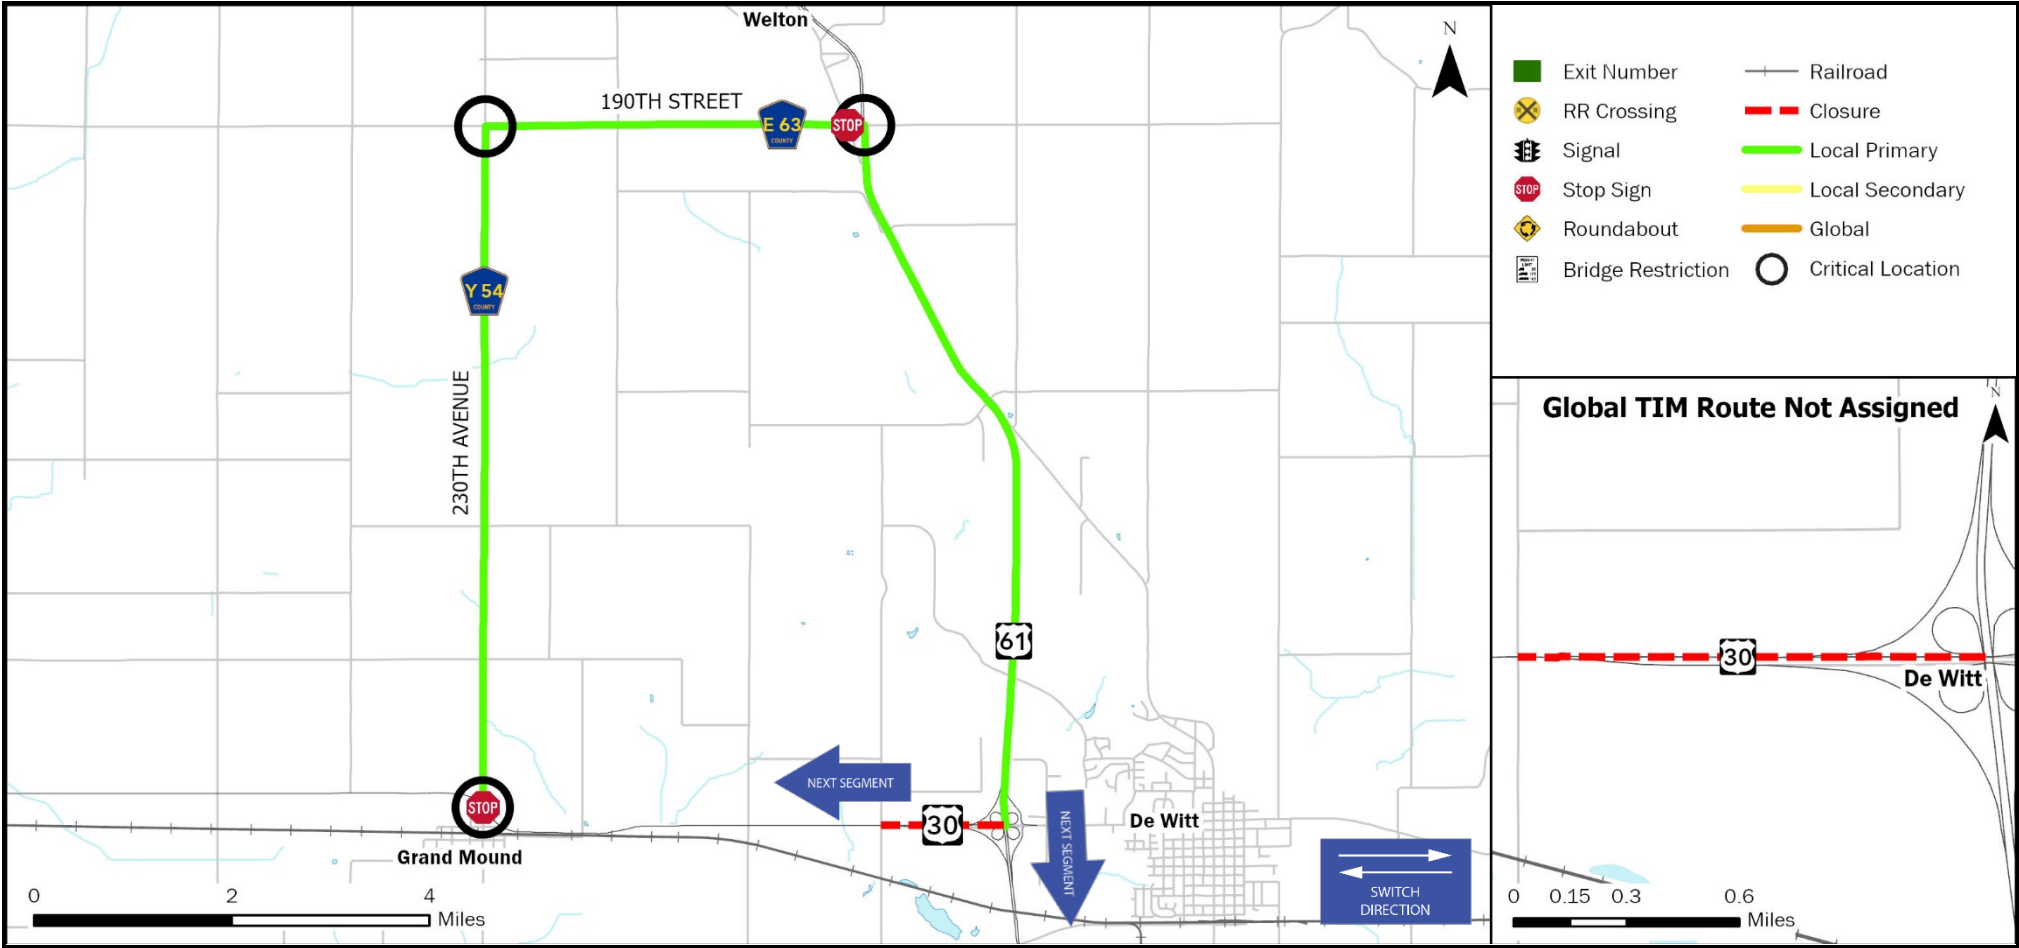 Welton
N
190TH STREET
E 63
COUNTY
STOP
Y 54
COUNTY
230TH AVENUE
61
NEXT SEGMENT
NEXT SEGMENT
30
De Witt
STOP
Grand Mound
0 2 4
Miles
SWITCH
DIRECTION
Exit Number
RR Crossing
Signal
STOP Stop Sign
Roundabout
Bridge Restriction
Railroad
Closure
Local Primary
Local Secondary
Global
Critical Location
Global TIM Route Not Assigned
N
30
De Witt
0 0.15 0.3 0.6
Miles